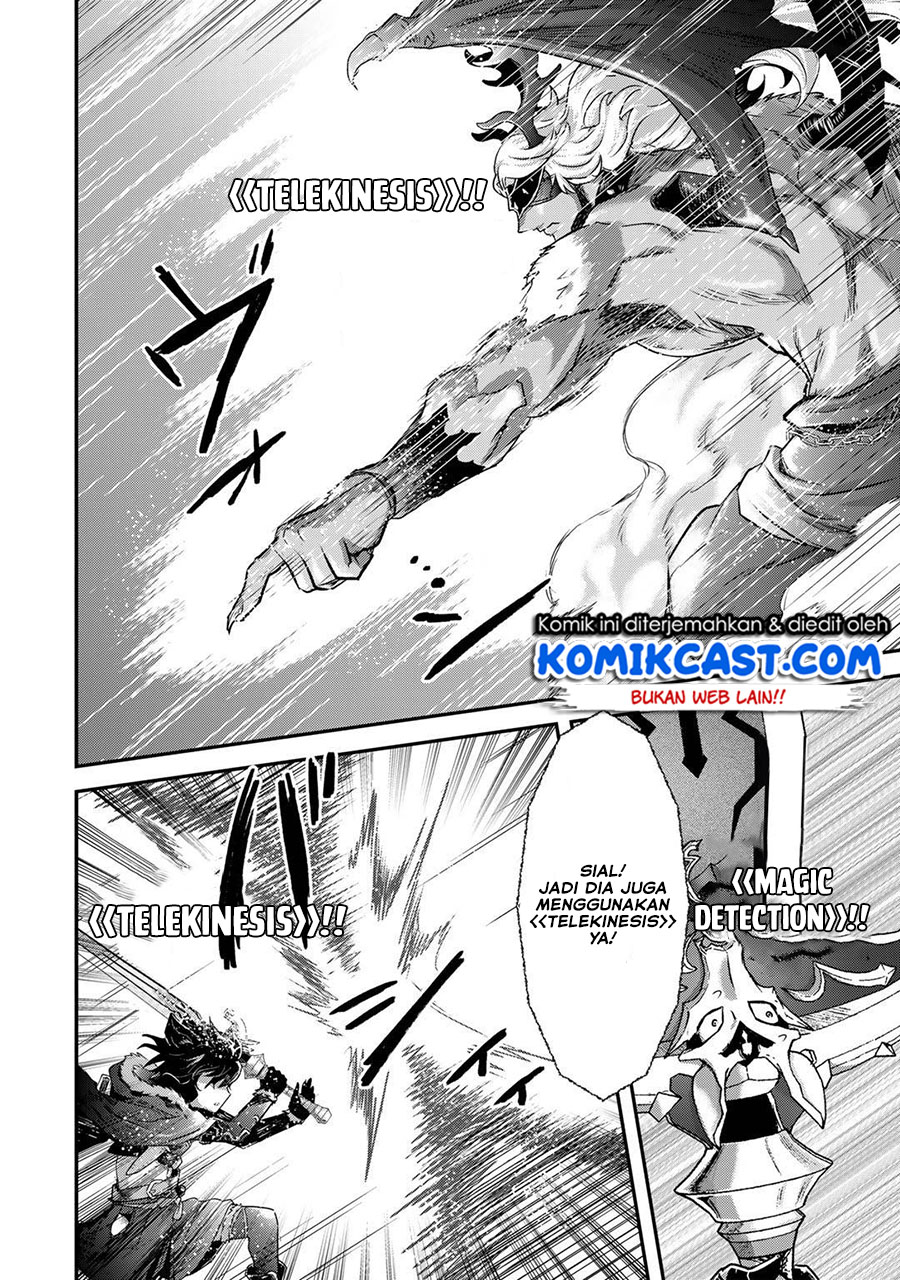 <<TELEKINESIS>>!!
ヴ
ン
Komik ini diterjemahkan & diedit oleh
KOMIKCAST.COM
BUKAN WEB LAIN!!
<<MAGIC
DETECTION>>!!
SIAL!
JADI DIA JUGA
MENGGUNAKAN
<<TELEKINESIS>>
YA!
<<TELEKINESIS>>!!